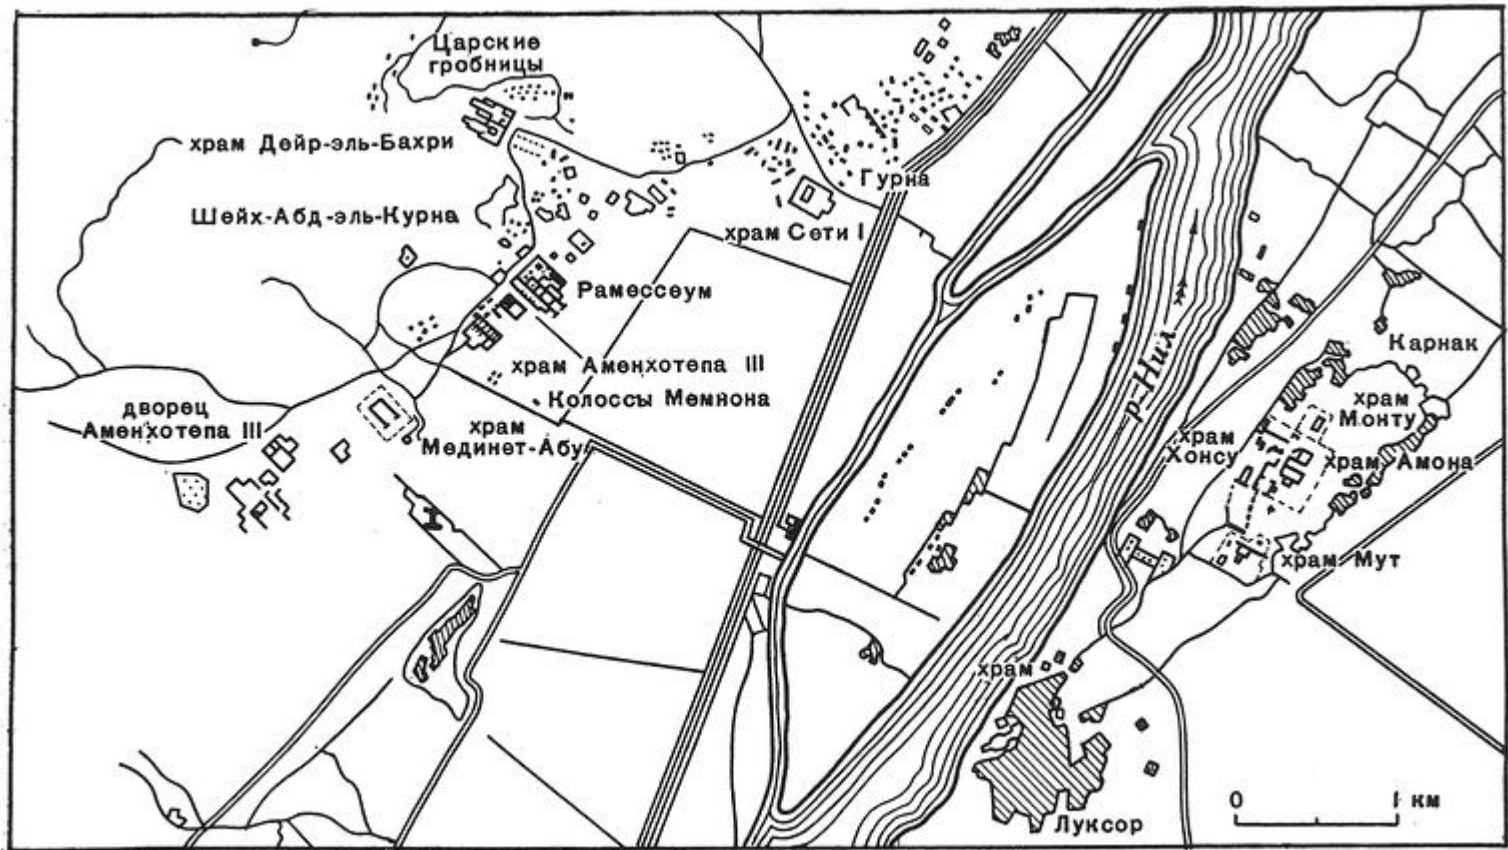 Царские
гробницы
храм Дейр-эль-Бахри
Гурна
Шейх-Абд-эль-Курна
храм Сети I
Рамессеум
р. Нил
Карнак
храм Аменхотепа III
Колоссы Мемнона
дворец
Аменхотепа III
храм
Мединет-Абу
храм
Монту
храм
Хонсу
храм Амона
храм Мут
храм
Луксор
0 1 км